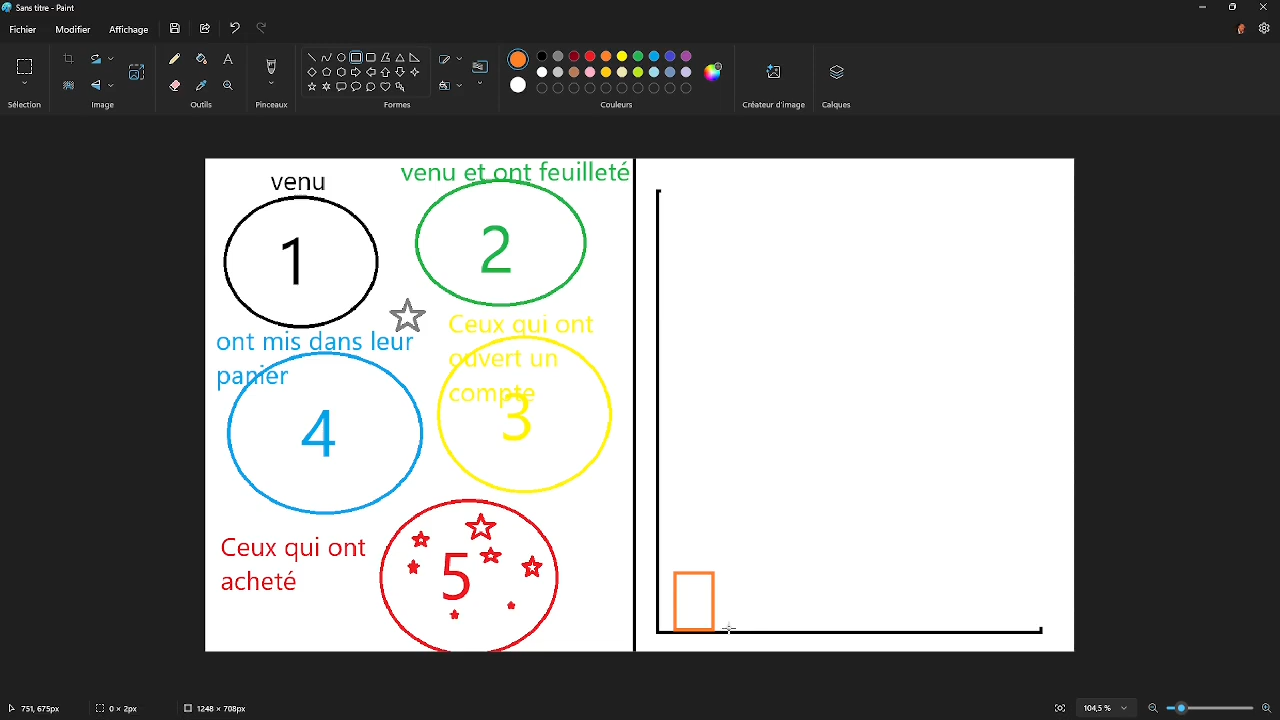 Sans titre - Paint
Fichier Modifier Affichage
Sélection Image Outils Pinceaux Formes Couleurs Créateur d'image Calques
venu
venu et ont feuilleté
1
2
ont mis dans leur
panier
Ceux qui ont
ouvert un
compte
4
3
Ceux qui ont
acheté
5
751, 675px 0 × 2px 1248 × 708px 104,5 %